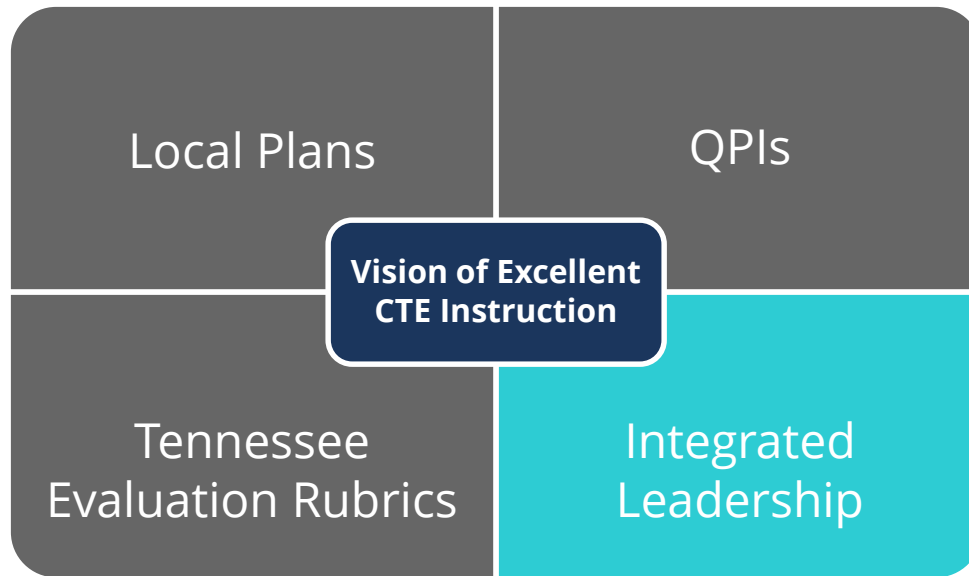 Local Plans
QPIs
Vision of Excellent
CTE Instruction
Tennessee
Evaluation Rubrics
Integrated
Leadership